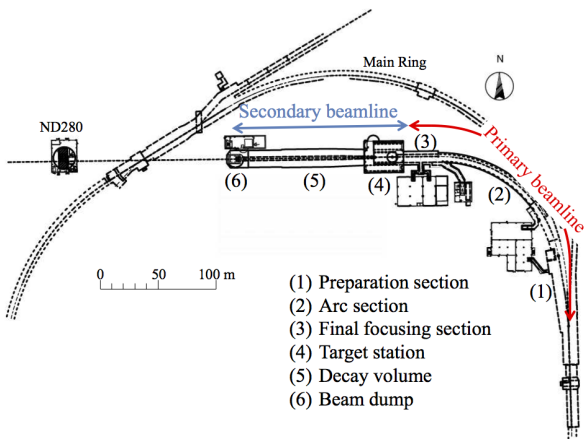 Main Ring
N
Secondary beamline
ND280
Primary beamline
(3)
(6)
(5)
(4)
(2)
(1)
0 50 100 m
(1) Preparation section
(2) Arc section
(3) Final focusing section
(4) Target station
(5) Decay volume
(6) Beam dump